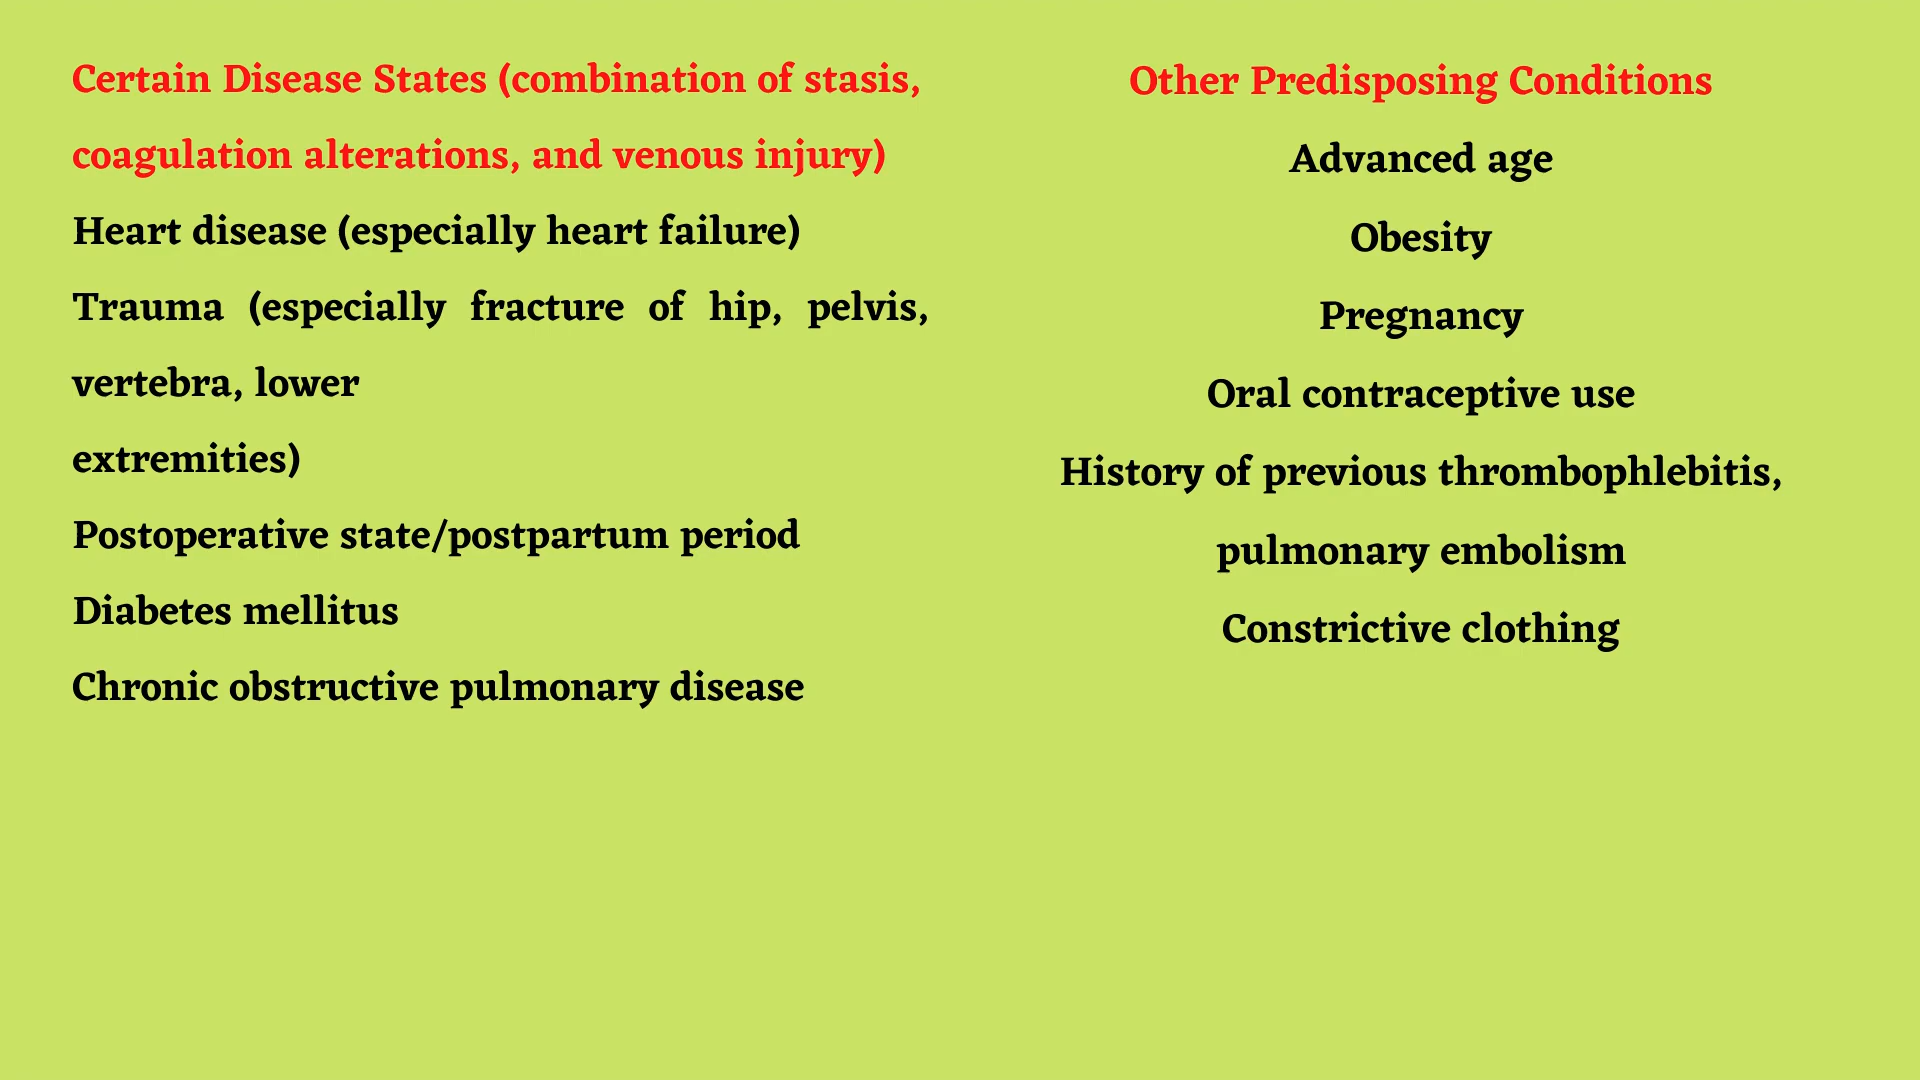 Certain Disease States (combination of stasis,
coagulation alterations, and venous injury)
Heart disease (especially heart failure)
Trauma (especially fracture of hip, pelvis,
vertebra, lower
extremities)
Postoperative state/postpartum period
Diabetes mellitus
Chronic obstructive pulmonary disease
Other Predisposing Conditions
Advanced age
Obesity
Pregnancy
Oral contraceptive use
History of previous thrombophlebitis,
pulmonary embolism
Constrictive clothing